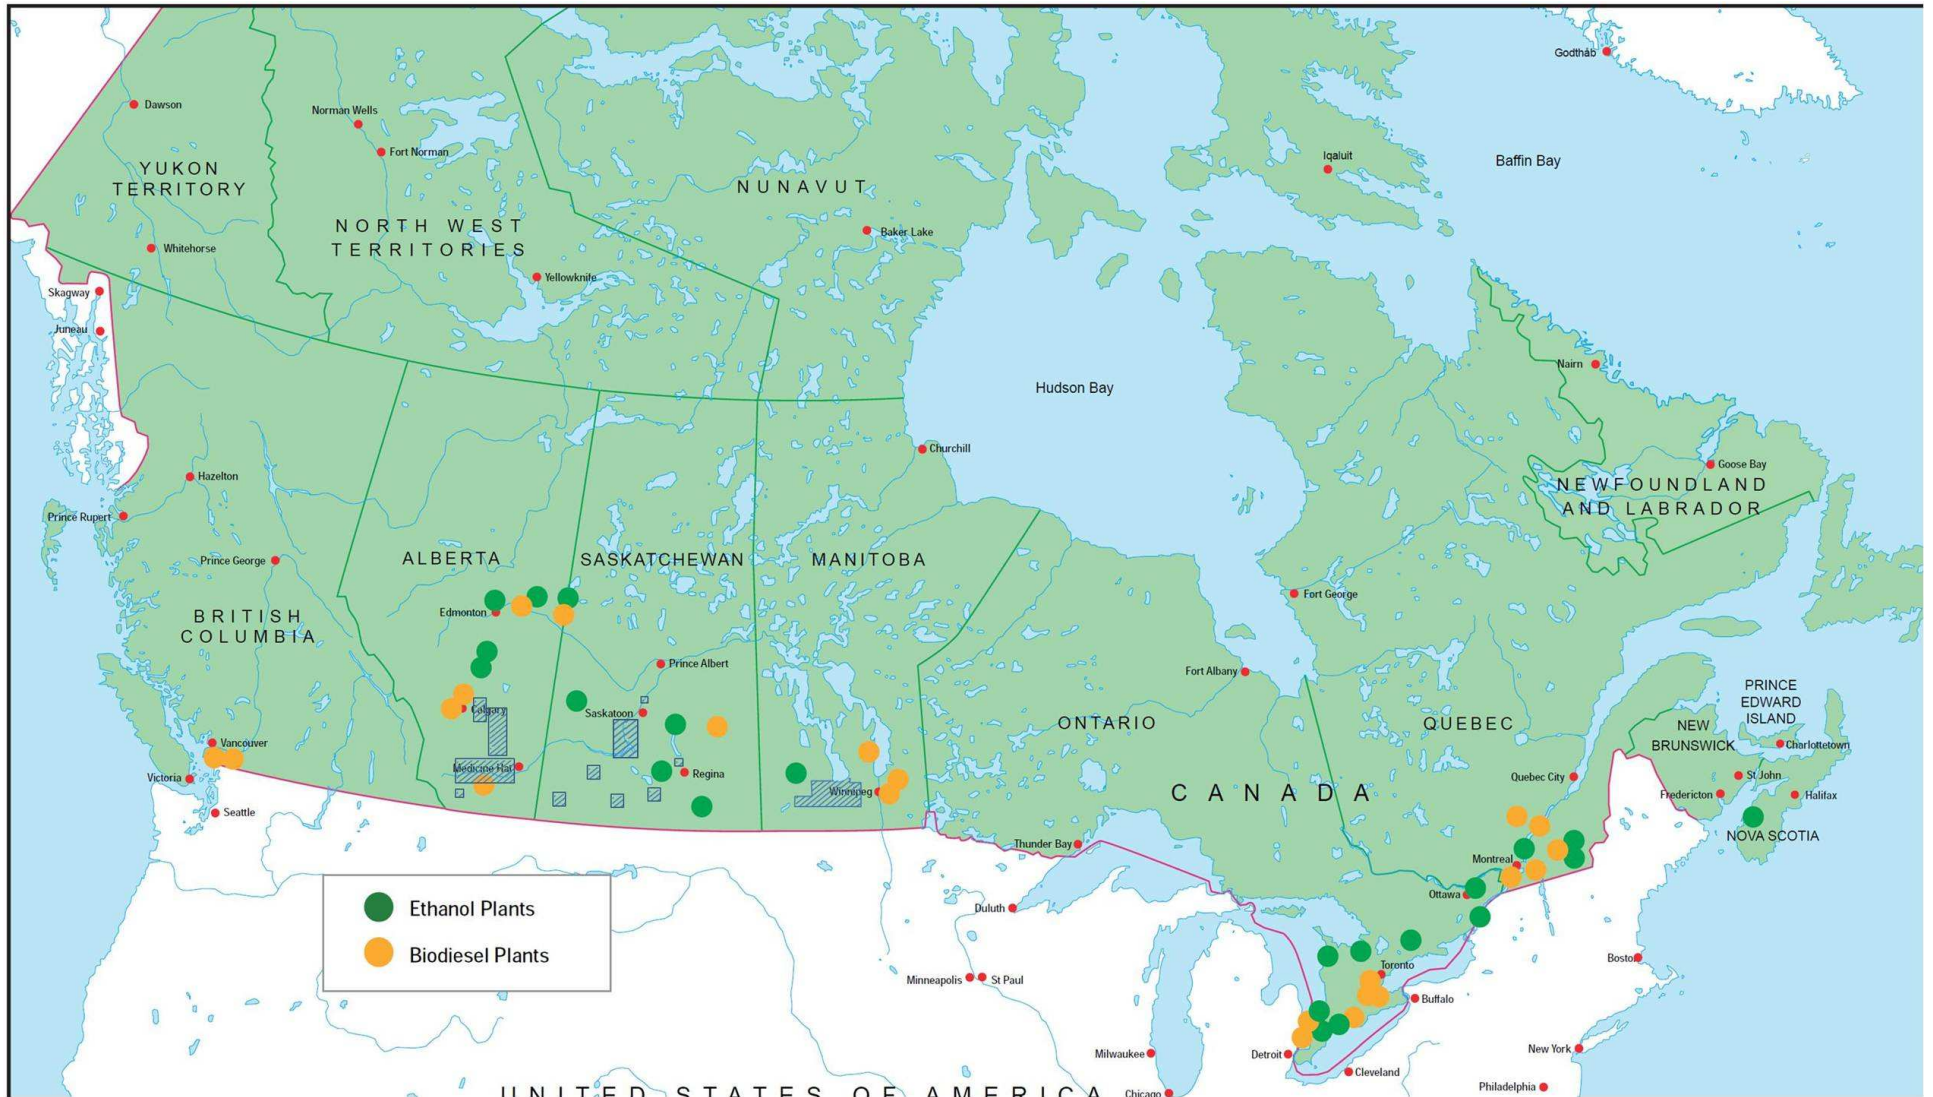 Godthåb
Dawson
Norman Wells
Fort Norman
YUKON
TERRITORY
Iqaluit
Baffin Bay
NUNAVUT
NORTH WEST
TERRITORIES
Baker Lake
Whitehorse
Yellowknife
Skagway
Juneau
Nairn
Hudson Bay
Churchill
Goose Bay
Hazelton
NEWFOUNDLAND
AND LABRADOR
Prince Rupert
Prince George
ALBERTA
SASKATCHEWAN
MANITOBA
Fort George
BRITISH
COLUMBIA
Edmonton
Prince Albert
Fort Albany
PRINCE
EDWARD
ISLAND
Calgary
Saskatoon
ONTARIO
QUEBEC
NEW
BRUNSWICK
Charlottetown
Vancouver
Victoria
Medicine Hat
Regina
Quebec City
St John
Winnipeg
CANADA
Fredericton
Halifax
Seattle
NOVA SCOTIA
Thunder Bay
Montreal
Ottawa
Ethanol Plants
Biodiesel Plants
Duluth
Minneapolis
St Paul
Toronto
Boston
Buffalo
Milwaukee
Detroit
New York
Cleveland
Philadelphia
UNITED STATES OF AMERICA
Chicago